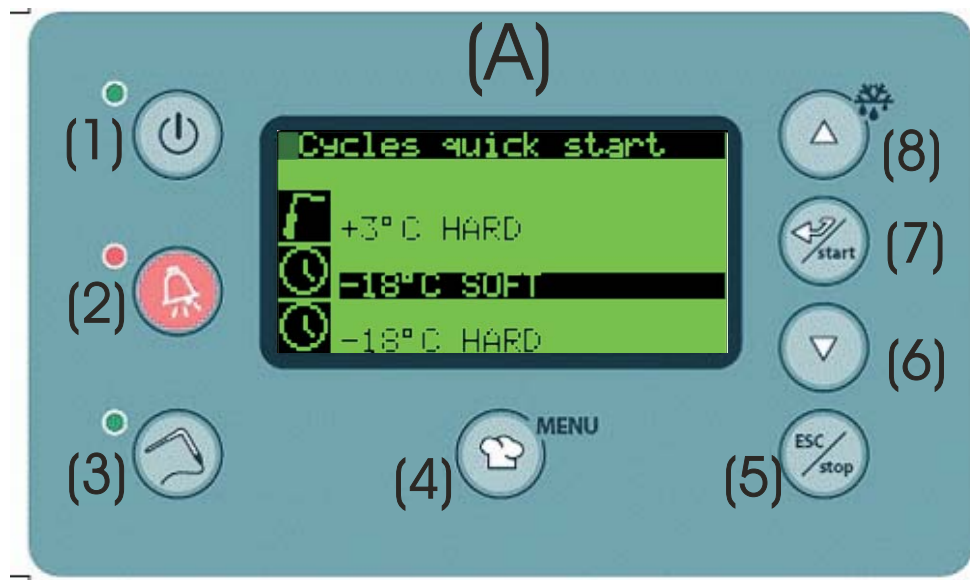 (A)
(1)
Cycles quick start
(8)
+3°C HARD
(7)
start
(2)
-18°C SOFT
-18°C HARD
(6)
MENU
ESC/
stop
(3)
(4)
(5)